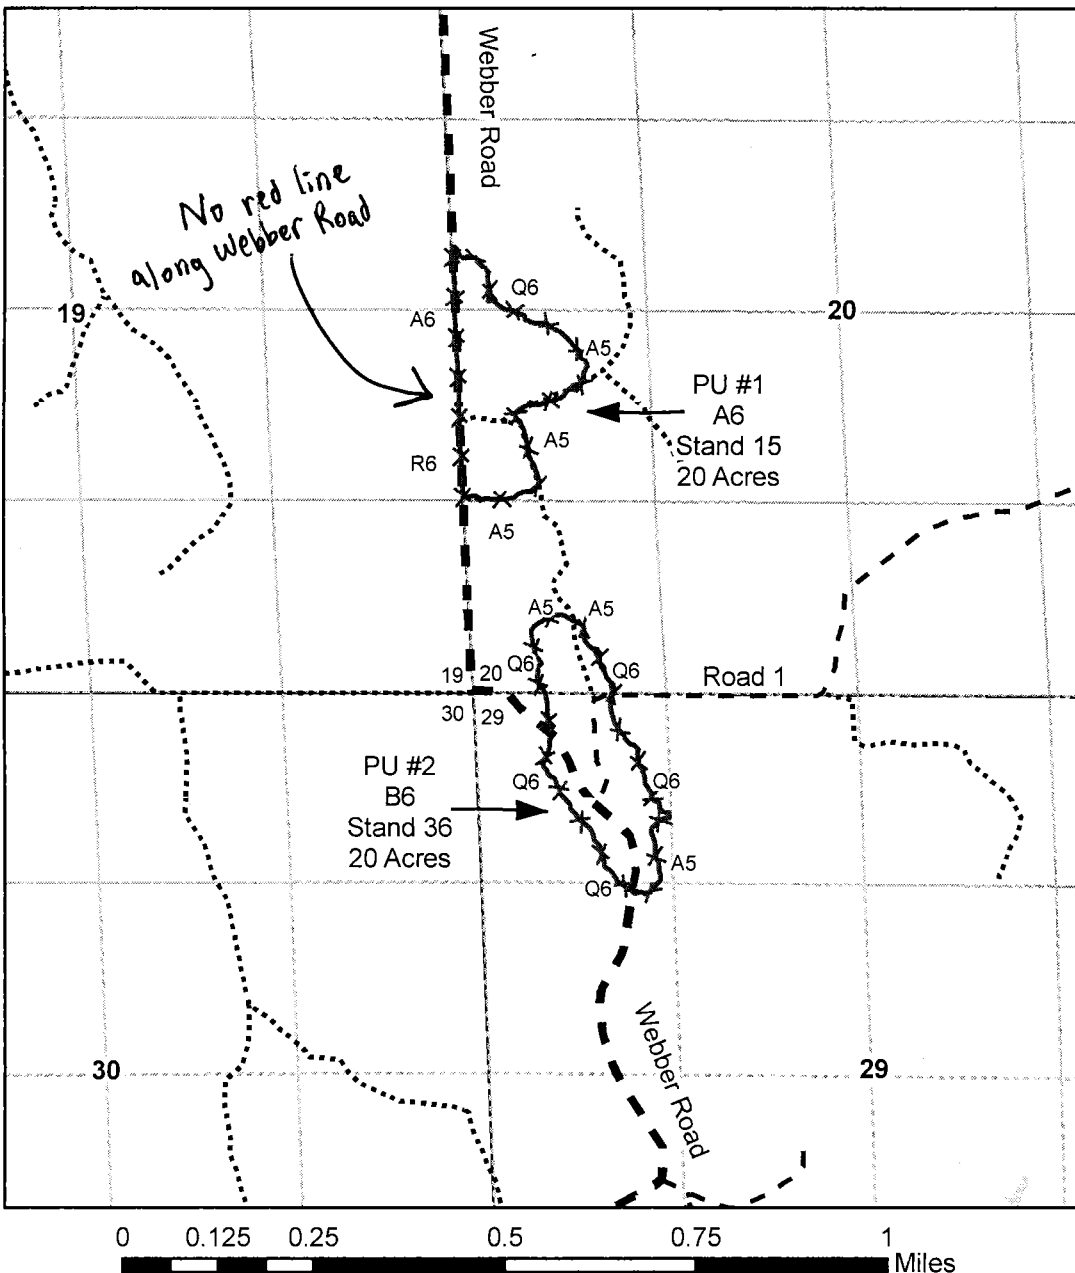 Webber Road
No red line
along Webber Road
19
20
Q6
A6
A5
PU #1
A6
Stand 15
20 Acres
A5
R6
A5
A5
A5
Q6
Q6
19
20
Road 1
30
29
PU #2
B6
Stand 36
20 Acres
Q6
Q6
A5
Q6
Webber Road
30
29
0
0.125
0.25
0.5
0.75
1
Miles